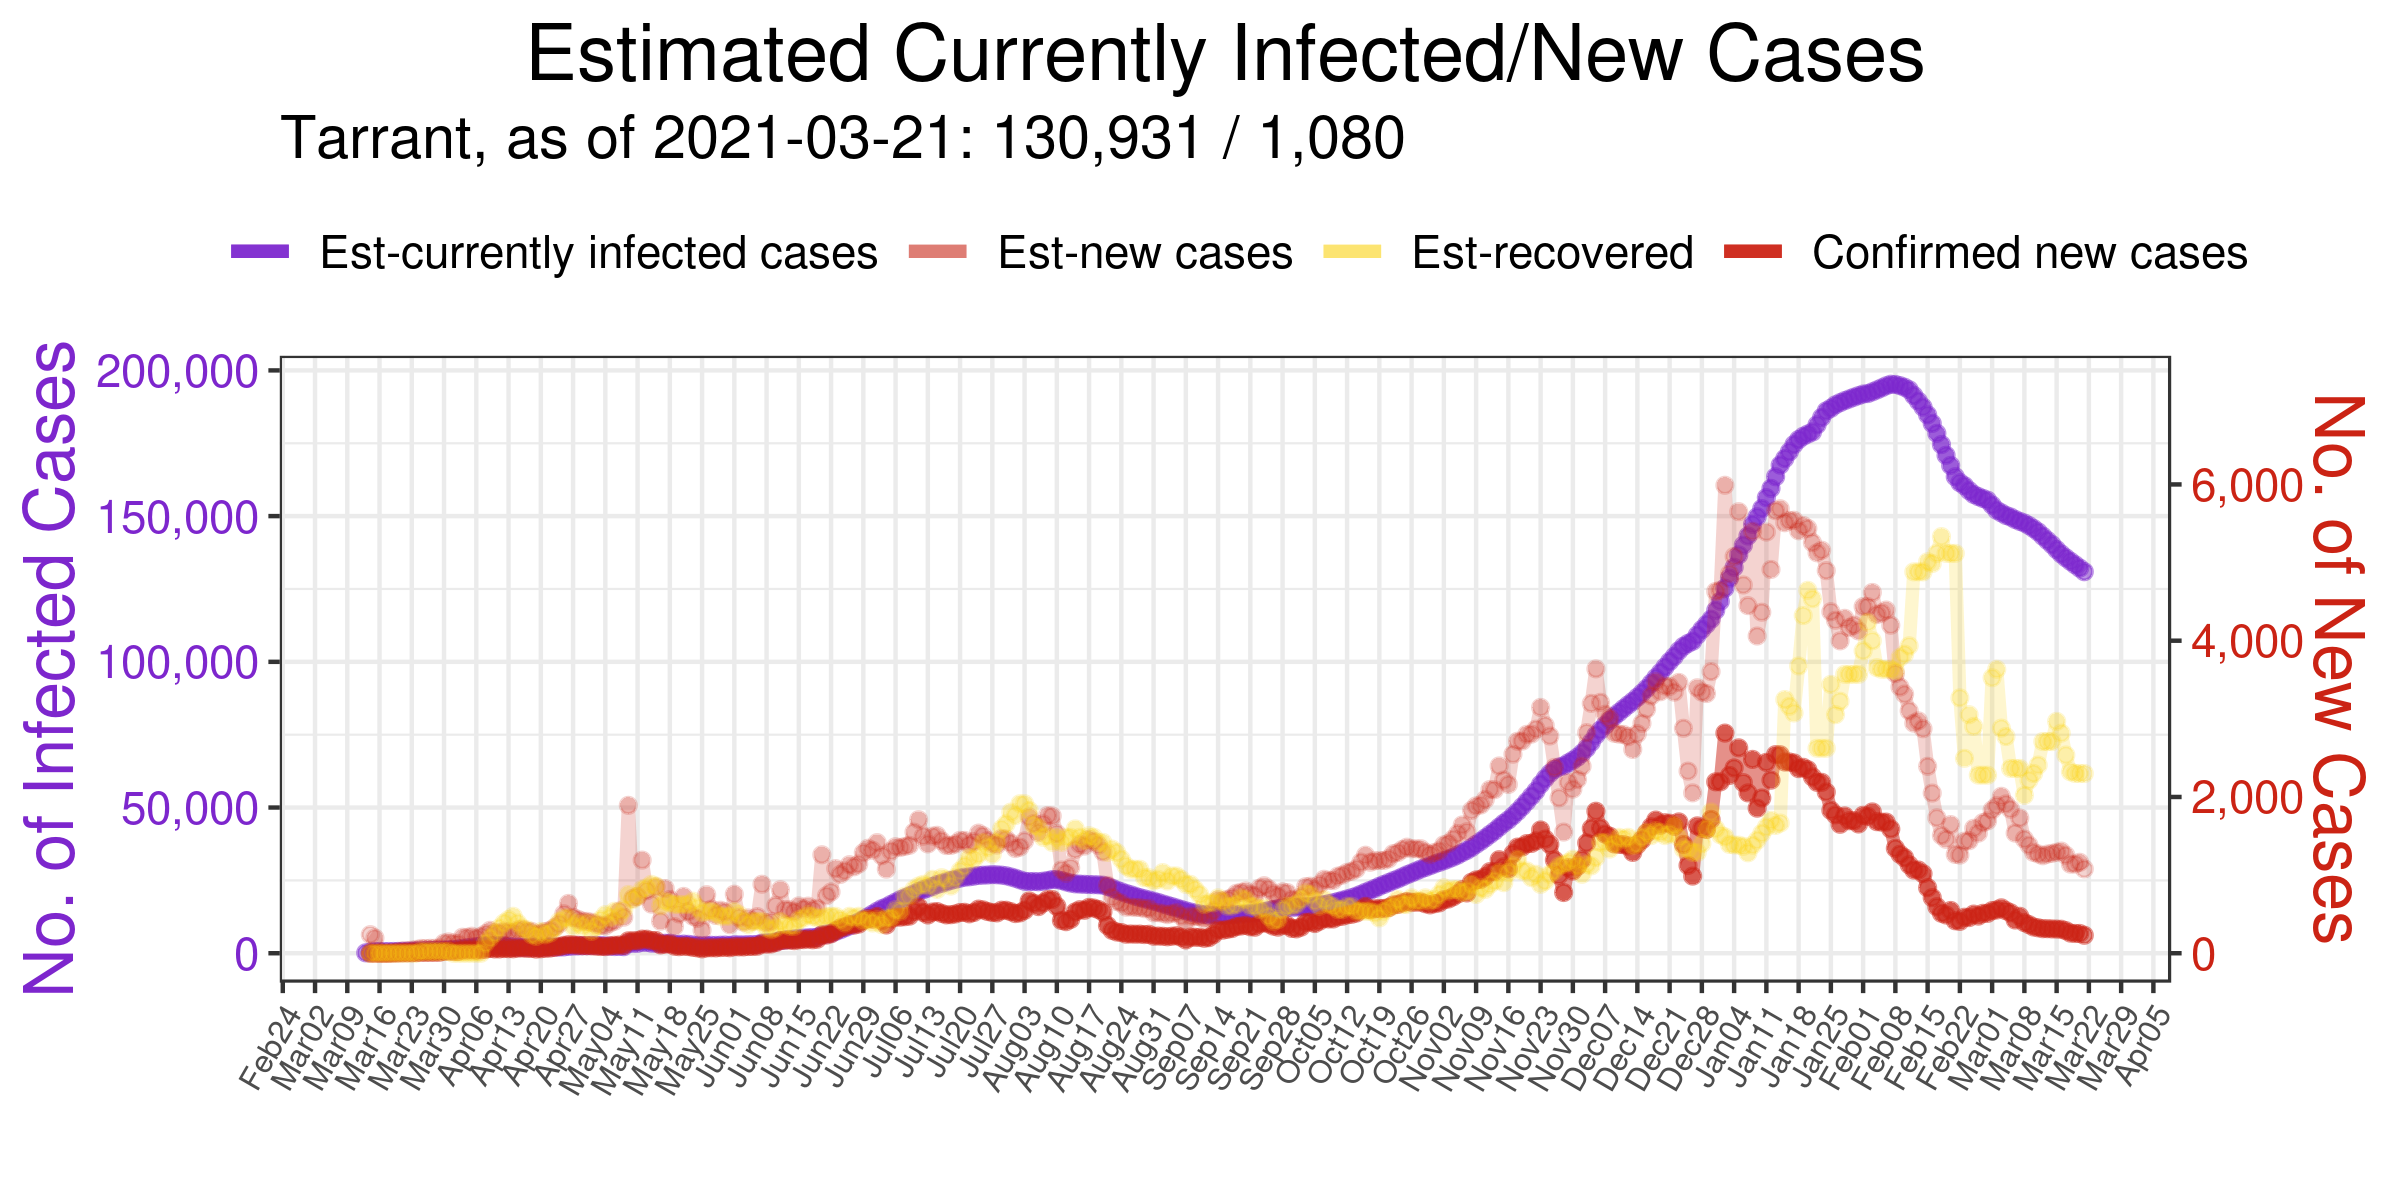 Estimated Currently Infected/New Cases
Tarrant, as of 2021-03-21: 130,931 / 1,080
Est-currently infected cases Est-new cases Est-recovered Confirmed new cases
No. of Infected Cases
200,000
150,000
100,000
50,000
0
6,000
4,000
2,000
0
No. of New Cases
Feb24 Mar02 Mar09 Mar16 Mar23 Mar30 Apr06 Apr13 Apr20 Apr27 May04 May11 May18 May25 Jun01 Jun08 Jun15 Jun22 Jun29 Jul06 Jul13 Jul20 Jul27 Aug03 Aug10 Aug17 Aug24 Aug31 Sep07 Sep14 Sep21 Sep28 Oct05 Oct12 Oct19 Oct26 Nov02 Nov09 Nov16 Nov23 Nov30 Dec07 Dec14 Dec21 Dec28 Jan04 Jan11 Jan18 Jan25 Feb01 Feb08 Feb15 Feb22 Mar01 Mar08 Mar15 Mar22 Mar29 Apr05